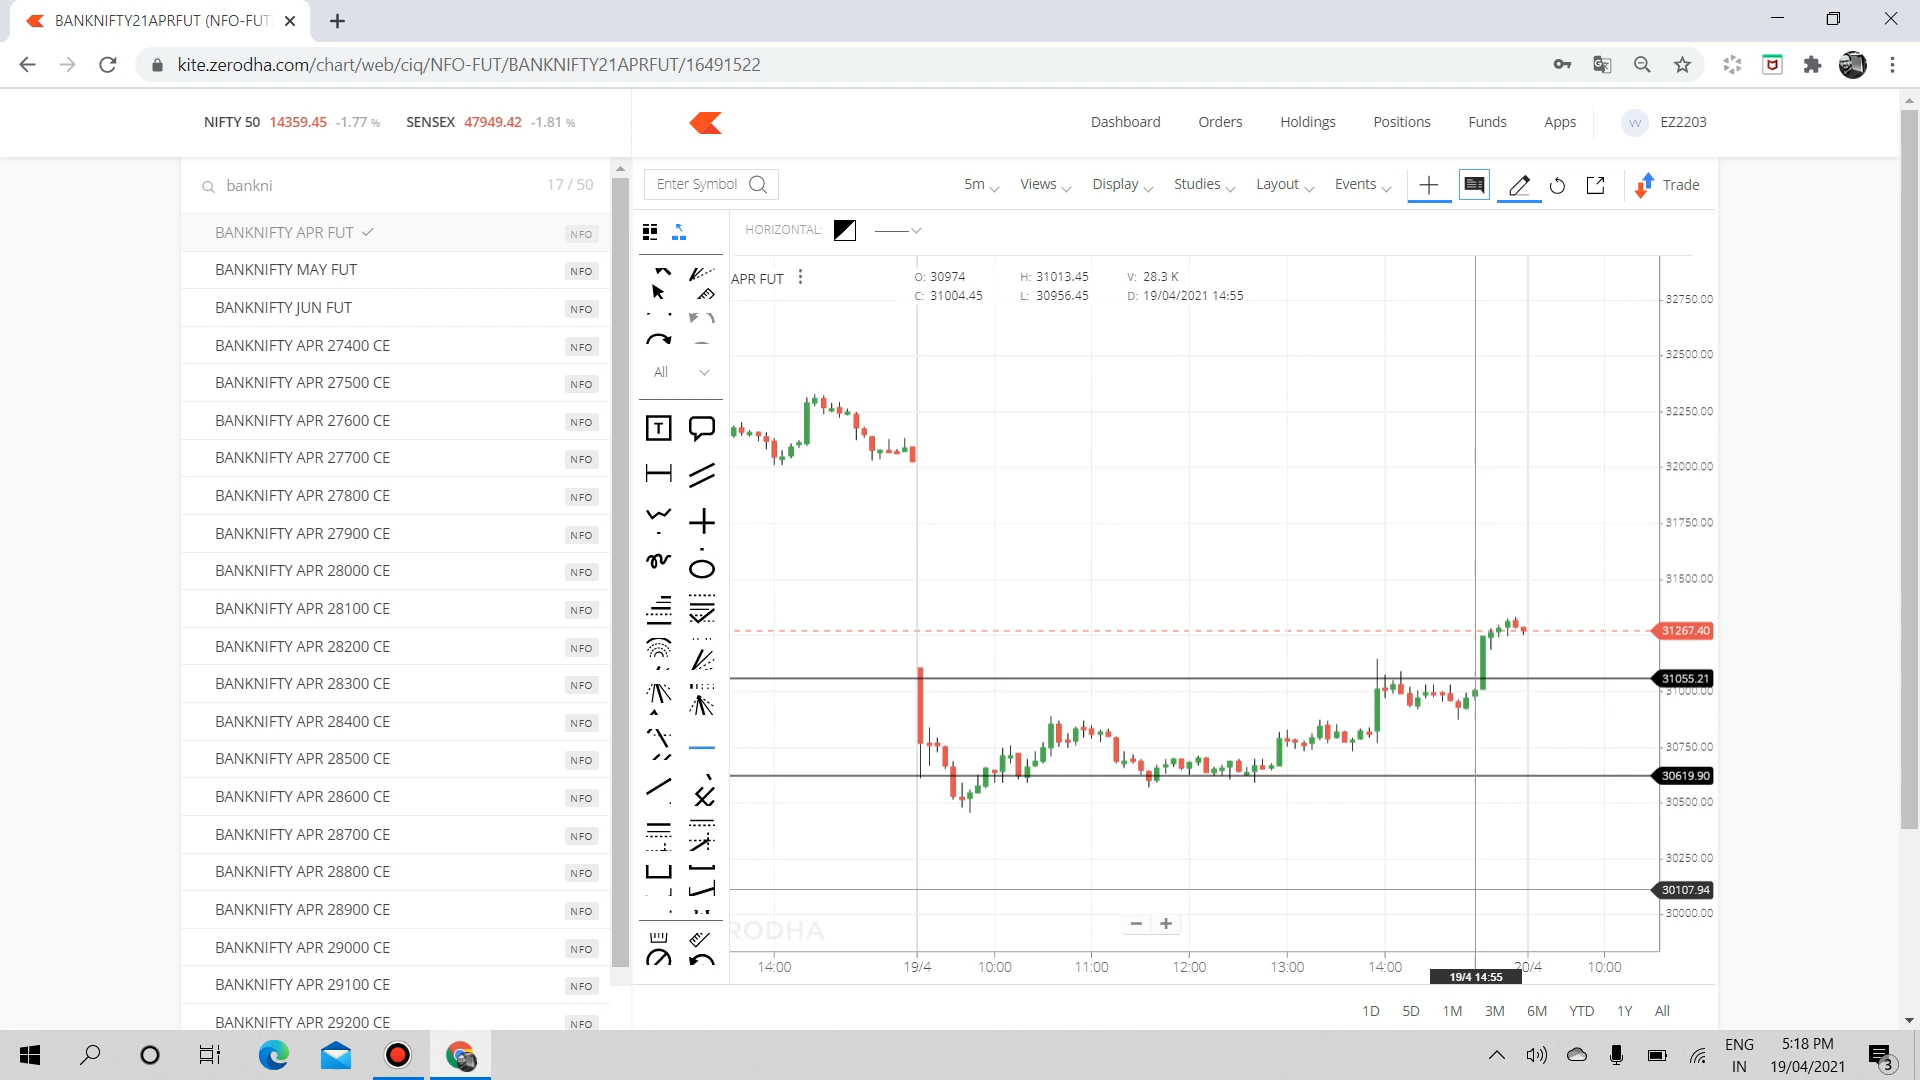 BANKNIFTY21APRFUT (NFO-FUT
kite.zerodha.com/chart/web/ciq/NFO-FUT/BANKNIFTY21APRFUT/16491522
NIFTY 50 14359.45 -1.77 % SENSEX 47949.42 -1.81 %
Dashboard Orders Holdings Positions Funds Apps EZ2203
bankni 17 / 50
BANKNIFTY APR FUT NFO
BANKNIFTY MAY FUT NFO
BANKNIFTY JUN FUT NFO
BANKNIFTY APR 27400 CE NFO
BANKNIFTY APR 27500 CE NFO
BANKNIFTY APR 27600 CE NFO
BANKNIFTY APR 27700 CE NFO
BANKNIFTY APR 27800 CE NFO
BANKNIFTY APR 27900 CE NFO
BANKNIFTY APR 28000 CE NFO
BANKNIFTY APR 28100 CE NFO
BANKNIFTY APR 28200 CE NFO
BANKNIFTY APR 28300 CE NFO
BANKNIFTY APR 28400 CE NFO
BANKNIFTY APR 28500 CE NFO
BANKNIFTY APR 28600 CE NFO
BANKNIFTY APR 28700 CE NFO
BANKNIFTY APR 28800 CE NFO
BANKNIFTY APR 28900 CE NFO
BANKNIFTY APR 29000 CE NFO
BANKNIFTY APR 29100 CE NFO
BANKNIFTY APR 29200 CE NFO
Enter Symbol 5m Views Display Studies Layout Events Trade
HORIZONTAL:
APR FUT
O: 30974 H: 31013.45 V: 28.3 K
C: 31004.45 L: 30956.45 D: 19/04/2021 14:55
All
T
32750.00
32500.00
32250.00
32000.00
31750.00
31500.00
31267.40
31055.21
31000.00
30750.00
30619.90
30500.00
30250.00
30107.94
30000.00
RODHA
14:00 19/4 10:00 11:00 12:00 13:00 14:00 20/4 10:00
19/4 14:55
1D 5D 1M 3M 6M YTD 1Y All
ENG
IN
5:18 PM
19/04/2021
3